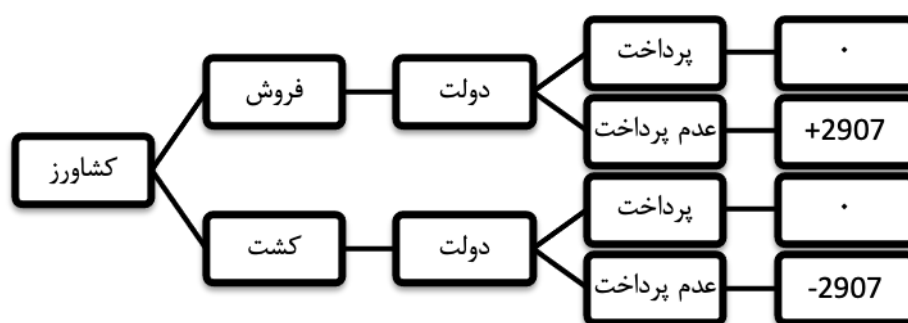 کشاورز
فروش
دولت
پرداخت
۰
عدم پرداخت
+2907
کشت
دولت
پرداخت
۰
عدم پرداخت
-2907